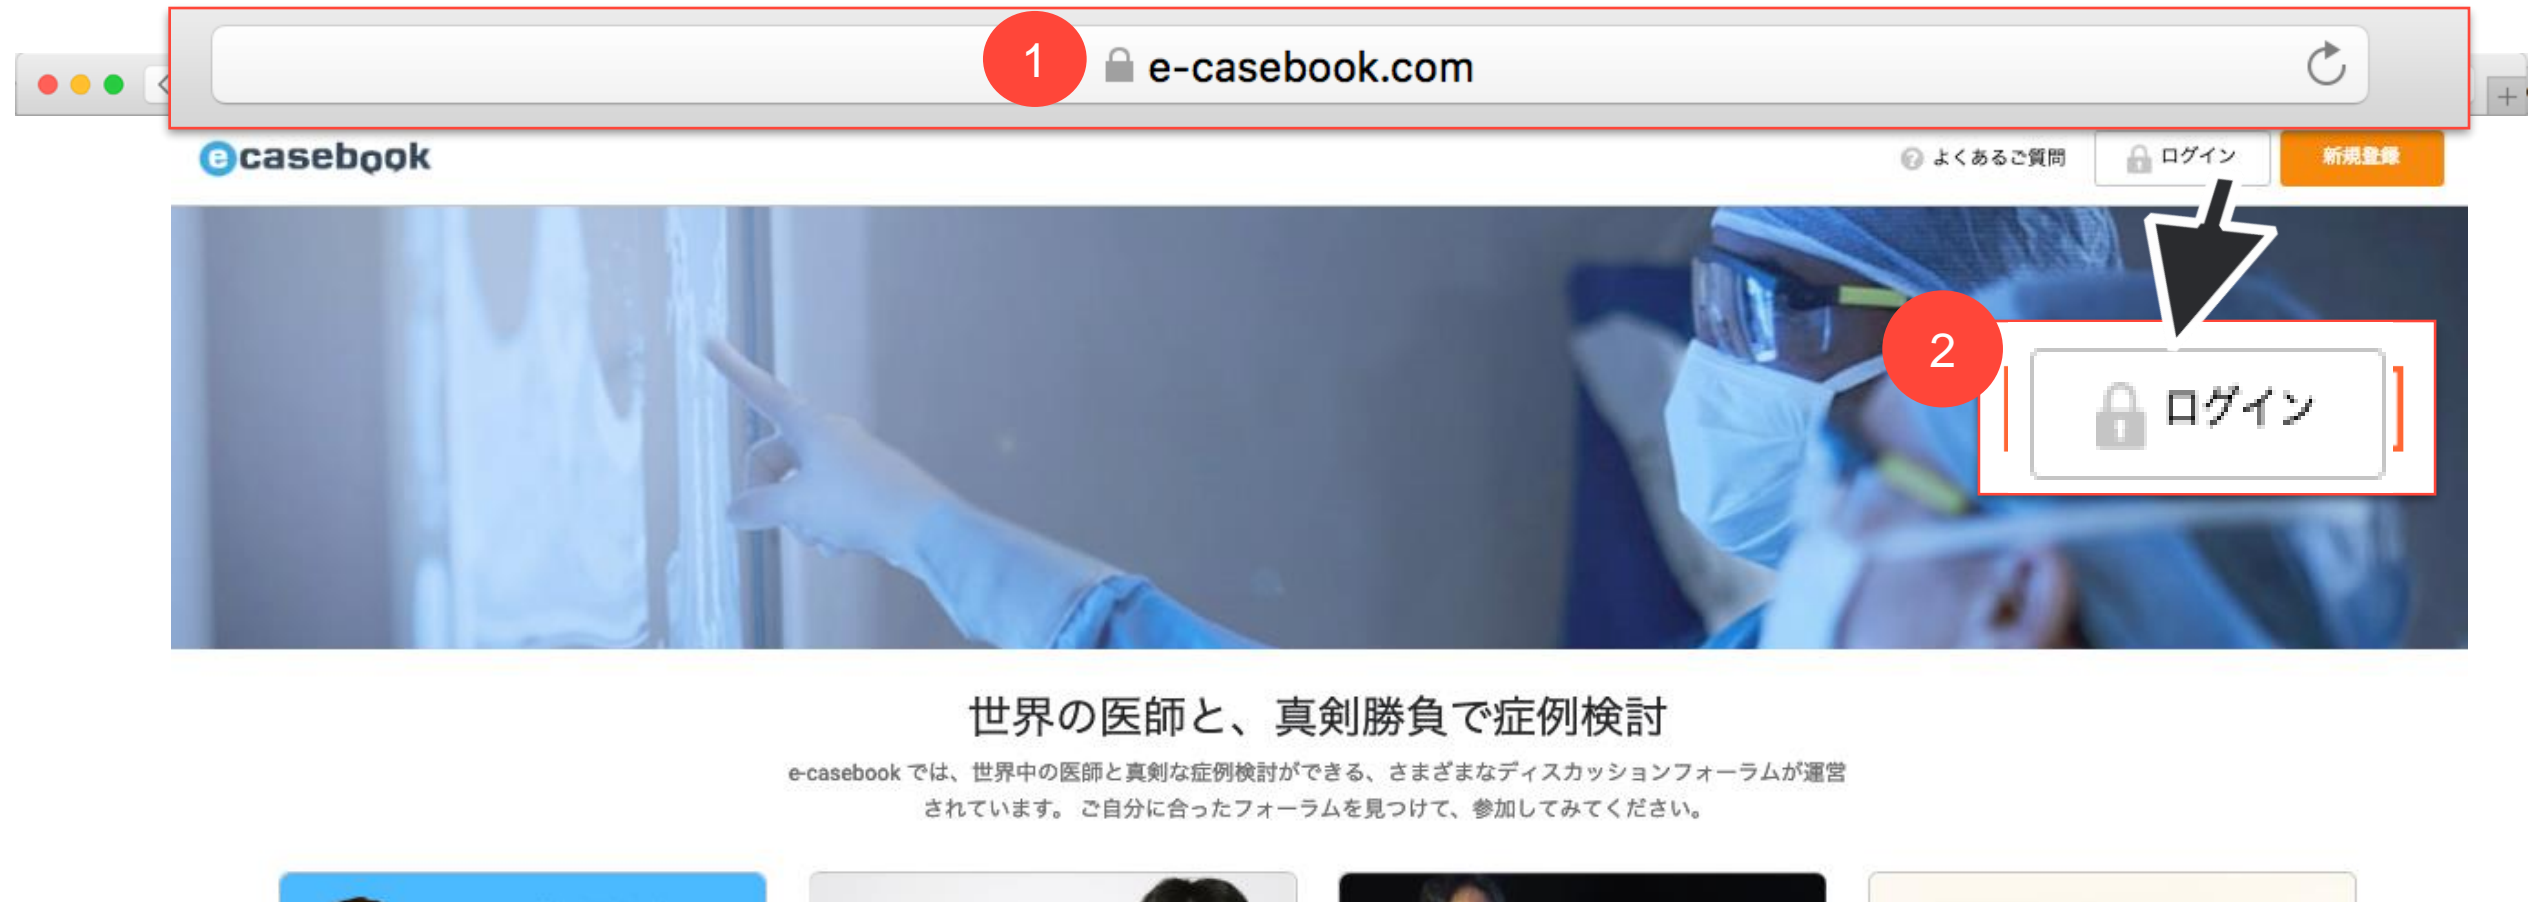 1
e-casebook.com
ecasebook
よくあるご質問
ログイン
新規登録
2
ログイン
世界の医師と、真剣勝負で症例検討
e-casebook では、世界中の医師と真剣な症例検討ができる、さまざまなディスカッションフォーラムが運営
されています。 ご自分に合ったフォーラムを見つけて、参加してみてください。